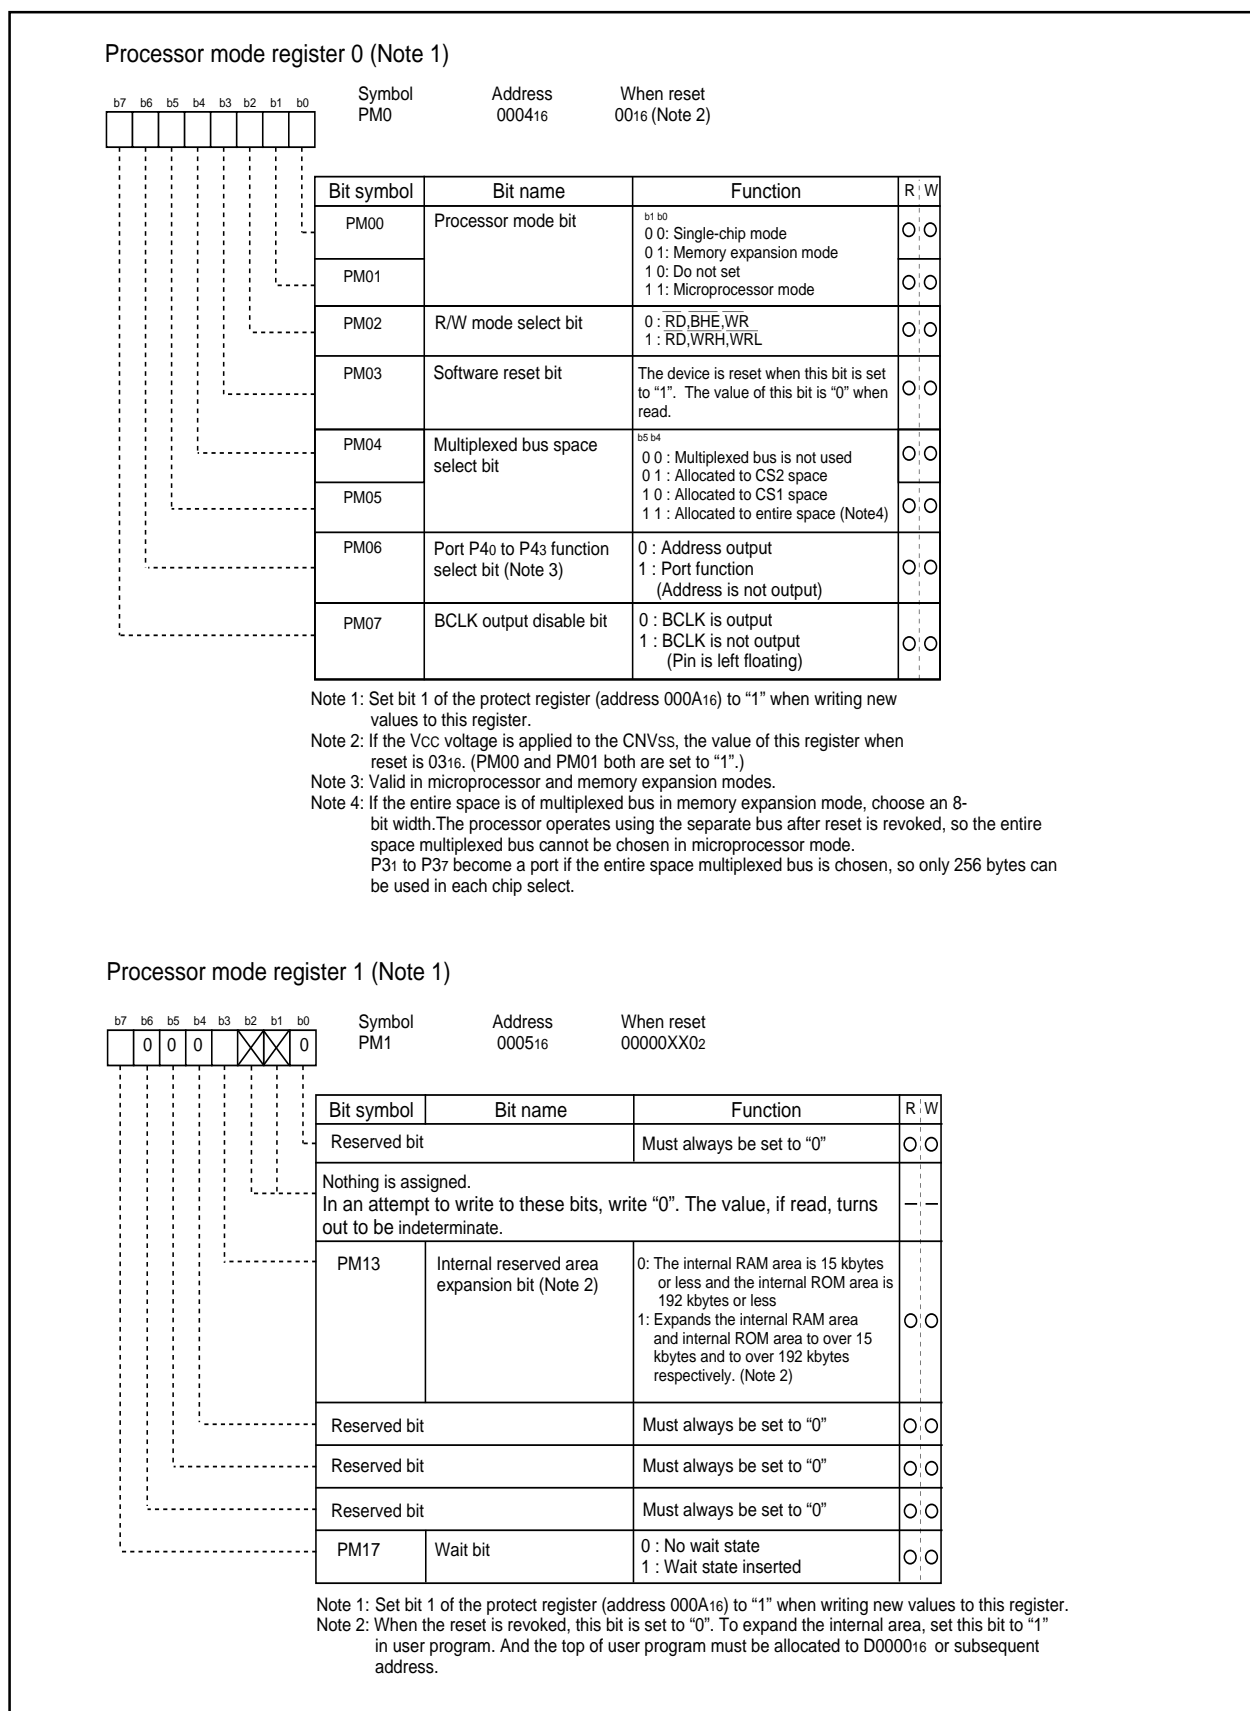 Processor mode register 0 (Note 1)
Symbol Address When reset
PM0 000416 0016 (Note 2)
b7 b6 b5 b4 b3 b2 b1 b0
Bit symbol Bit name Function R W
PM00 Processor mode bit b1 b0
0 0: Single-chip mode
0 1: Memory expansion mode
PM01 1 0: Do not set
1 1: Microprocessor mode
PM02 R/W mode select bit 0 : RD,BHE,WR
1 : RD,WRH,WRL
PM03 Software reset bit The device is reset when this bit is set
to “1”. The value of this bit is “0” when
read.
PM04 Multiplexed bus space b5 b4
select bit 0 0 : Multiplexed bus is not used
0 1 : Allocated to CS2 space
PM05 1 0 : Allocated to CS1 space
1 1 : Allocated to entire space (Note4)
PM06 Port P40 to P43 function 0 : Address output
select bit (Note 3) 1 : Port function
(Address is not output)
PM07 BCLK output disable bit 0 : BCLK is output
1 : BCLK is not output
(Pin is left floating)
Note 1: Set bit 1 of the protect register (address 000A16) to “1” when writing new
values to this register.
Note 2: If the VCC voltage is applied to the CNVSS, the value of this register when
reset is 0316. (PM00 and PM01 both are set to “1”.)
Note 3: Valid in microprocessor and memory expansion modes.
Note 4: If the entire space is of multiplexed bus in memory expansion mode, choose an 8-
bit width.The processor operates using the separate bus after reset is revoked, so the entire
space multiplexed bus cannot be chosen in microprocessor mode.
P31 to P37 become a port if the entire space multiplexed bus is chosen, so only 256 bytes can
be used in each chip select.
Processor mode register 1 (Note 1)
b7 b6 b5 b4 b3 b2 b1 b0
Symbol Address When reset
0 0 0 0 PM1 000516 00000XX02
Bit symbol Bit name Function R W
Reserved bit Must always be set to “0”
Nothing is assigned.
In an attempt to write to these bits, write “0”. The value, if read, turns
out to be indeterminate.
PM13 Internal reserved area 0: The internal RAM area is 15 kbytes
expansion bit (Note 2) or less and the internal ROM area is
192 kbytes or less
1: Expands the internal RAM area
and internal ROM area to over 15
kbytes and to over 192 kbytes
respectively. (Note 2)
Reserved bit Must always be set to “0”
Reserved bit Must always be set to “0”
Reserved bit Must always be set to “0”
PM17 Wait bit 0 : No wait state
1 : Wait state inserted
Note 1: Set bit 1 of the protect register (address 000A16) to “1” when writing new values to this register.
Note 2: When the reset is revoked, this bit is set to “0”. To expand the internal area, set this bit to “1”
in user program. And the top of user program must be allocated to D000016 or subsequent
address.